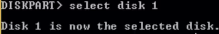 DISKPART> select disk 1
Disk 1 is now the selected disk.